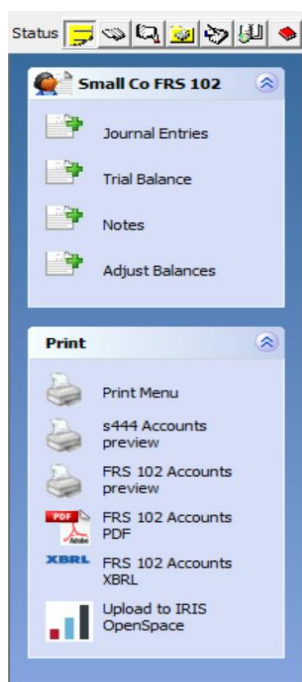 Status
Small Co FRS 102
Journal Entries
Trial Balance
Notes
Adjust Balances
Print
Print Menu
s444 Accounts
preview
FRS 102 Accounts
preview
PDF
Adobe
FRS 102 Accounts
PDF
XBRL
FRS 102 Accounts
XBRL
Upload to IRIS
OpenSpace